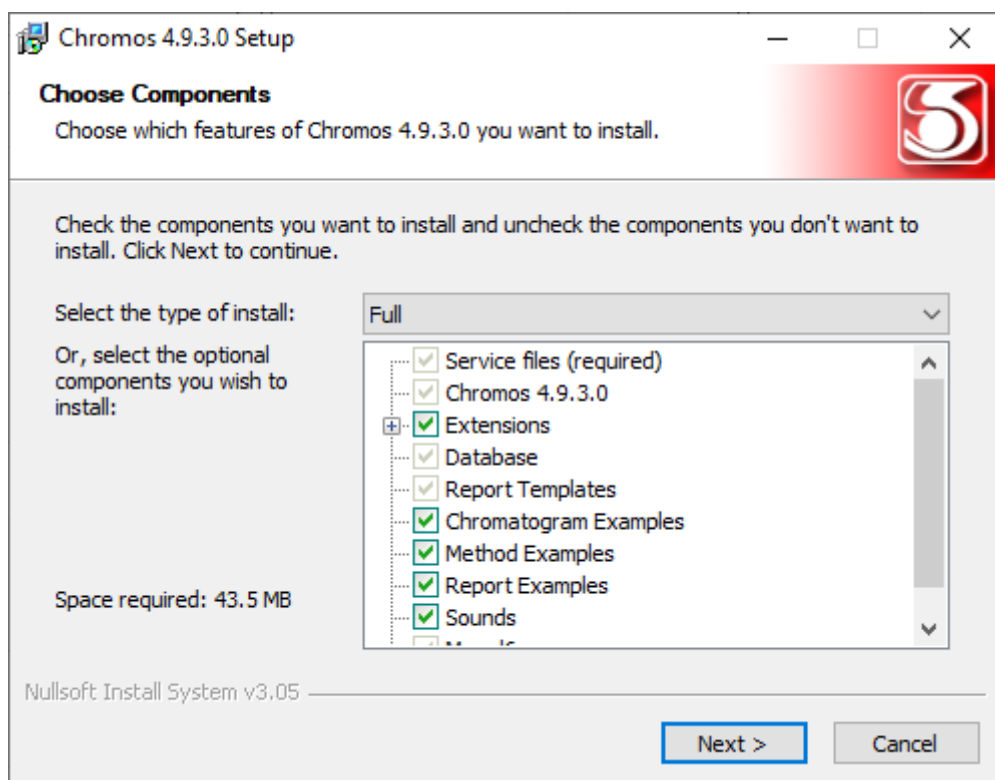 Chromos 4.9.3.0 Setup
Choose Components
Choose which features of Chromos 4.9.3.0 you want to install.
Check the components you want to install and uncheck the components you don't want to
install. Click Next to continue.
Select the type of install:
Full
Or, select the optional
components you wish to
install:
Service files (required)
Chromos 4.9.3.0
Extensions
Database
Report Templates
Chromatogram Examples
Method Examples
Report Examples
Sounds
Space required: 43.5 MB
Nullsoft Install System v3.05
Next >
Cancel